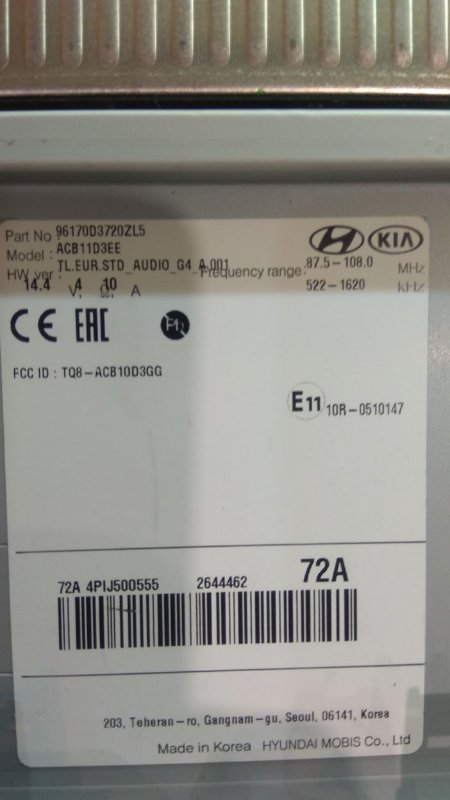 Part No 96170D3720ZL5
Model : ACB11D3EE
HW ver : TL.EUR.STD_AUDIO_G4_A.001
Frequency range: 87.5-108.0 MHz
14.4 V, 4 Ω, 10 A
522-1620 kHz
KIA
CE EAC
FCC ID : TQ8-ACB10D3GG
E11 10R-0510147
72A
72A 4PIJ500555 2644462
203, Teheran-ro, Gangnam-gu, Seoul, 06141, Korea
Made in Korea HYUNDAI MOBIS Co., Ltd